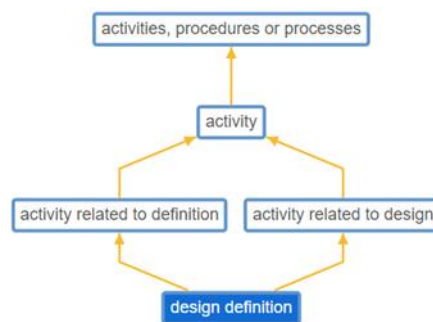 activities, procedures or processes
activity
activity related to definition
activity related to design
design definition